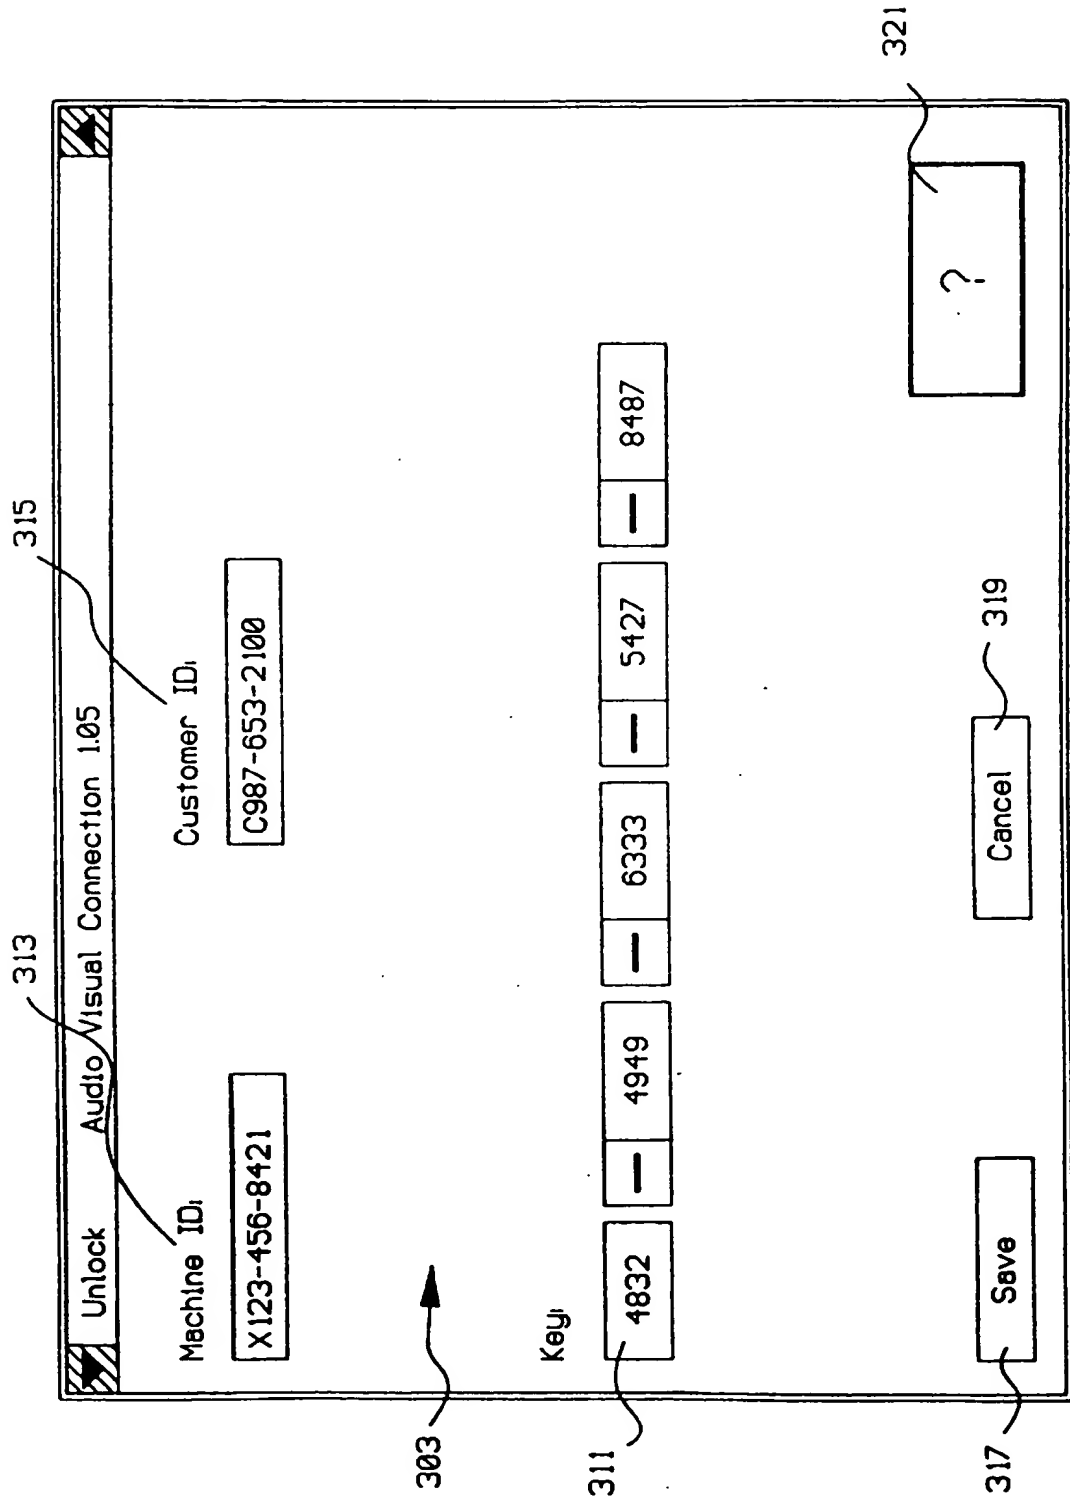 313
315
321
Unlock Audio Visual Connection 1.05
Machine ID:
Customer ID:
X123-456-8421
C987-653-2100
303
Key:
311
4832 — 4949 — 6333 — 5427 — 8487
319
Save
Cancel
?
317